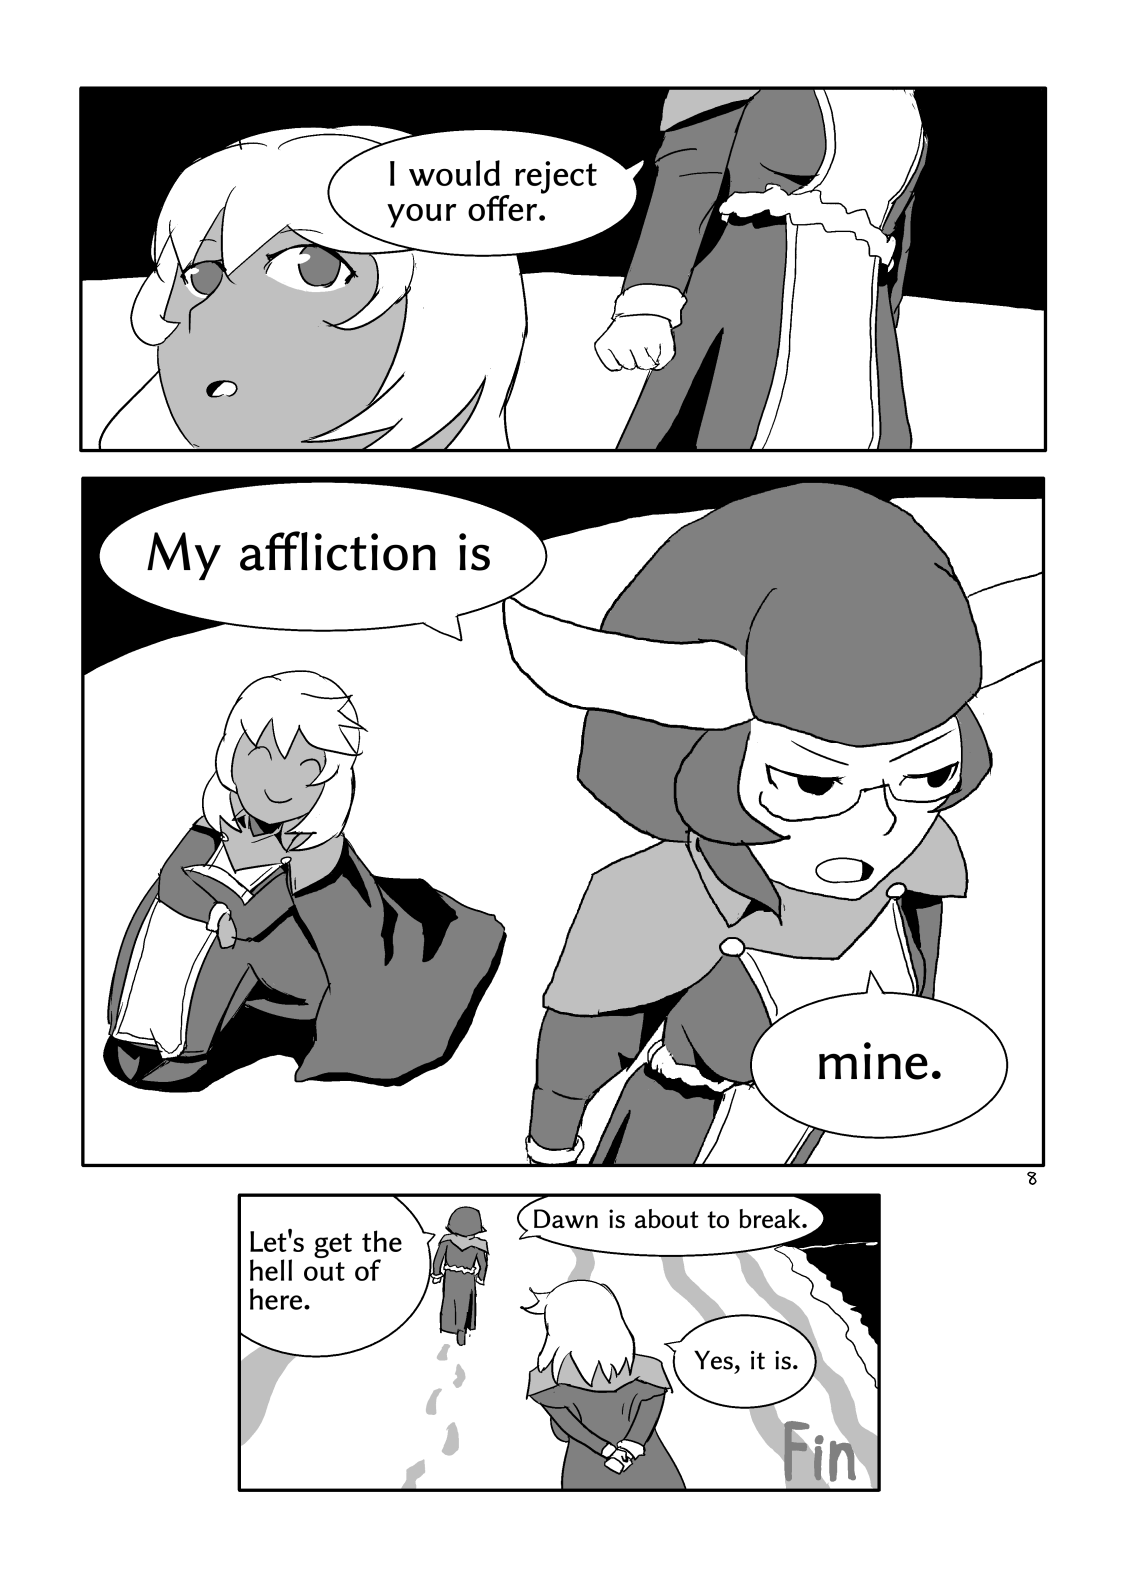 I would reject
your offer.
My affliction is
mine.
8
Let's get the
hell out of
here.
Dawn is about to break.
Yes, it is.
Fin